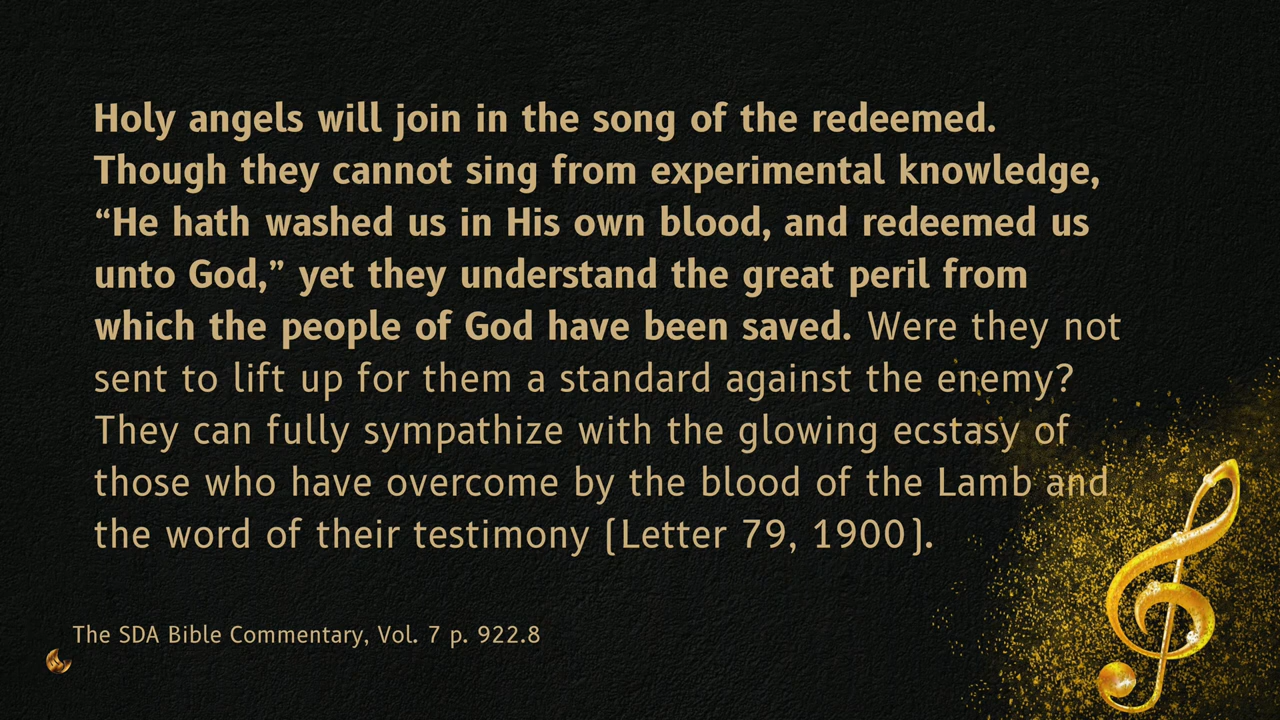 Holy angels will join in the song of the redeemed.
Though they cannot sing from experimental knowledge,
“He hath washed us in His own blood, and redeemed us
unto God,” yet they understand the great peril from
which the people of God have been saved. Were they not
sent to lift up for them a standard against the enemy?
They can fully sympathize with the glowing ecstasy of
those who have overcome by the blood of the Lamb and
the word of their testimony (Letter 79, 1900).
The SDA Bible Commentary, Vol. 7 p. 922.8